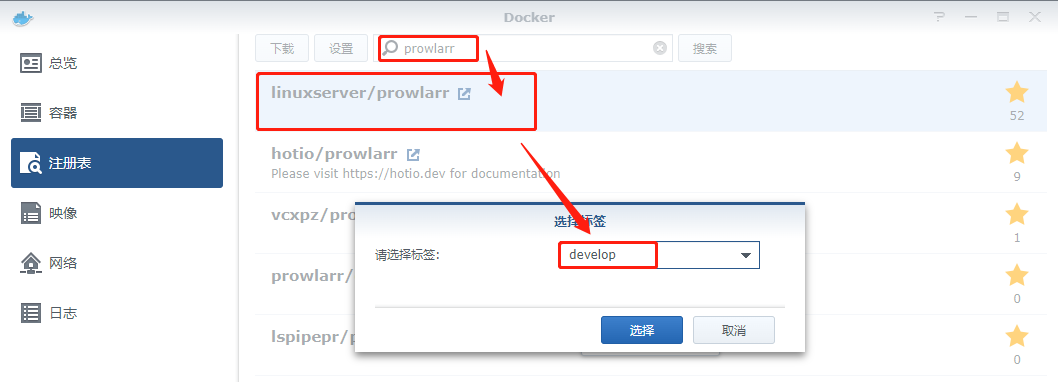 Docker
总览
容器
注册表
映像
网络
日志
下载
设置
prowlarr
搜索
linuxserver/prowlarr
52
hotio/prowlarr
Please visit https://hotio.dev for documentation
9
vcxpz/pro
1
prowlarr/
0
lspipepr/p
0
选择标签
请选择标签:
develop
选择
取消